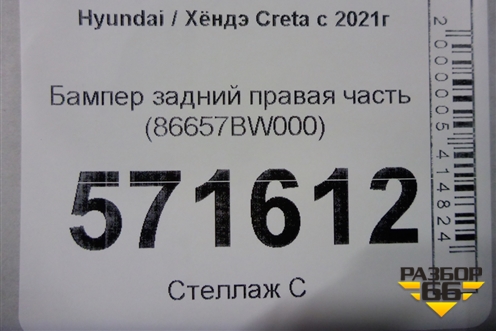 Hyundai / Хёндэ Creta с 2021г
Бампер задний правая часть
(86657BW000)
571612
Стеллаж С
2000005414824
РАЗБОР
66